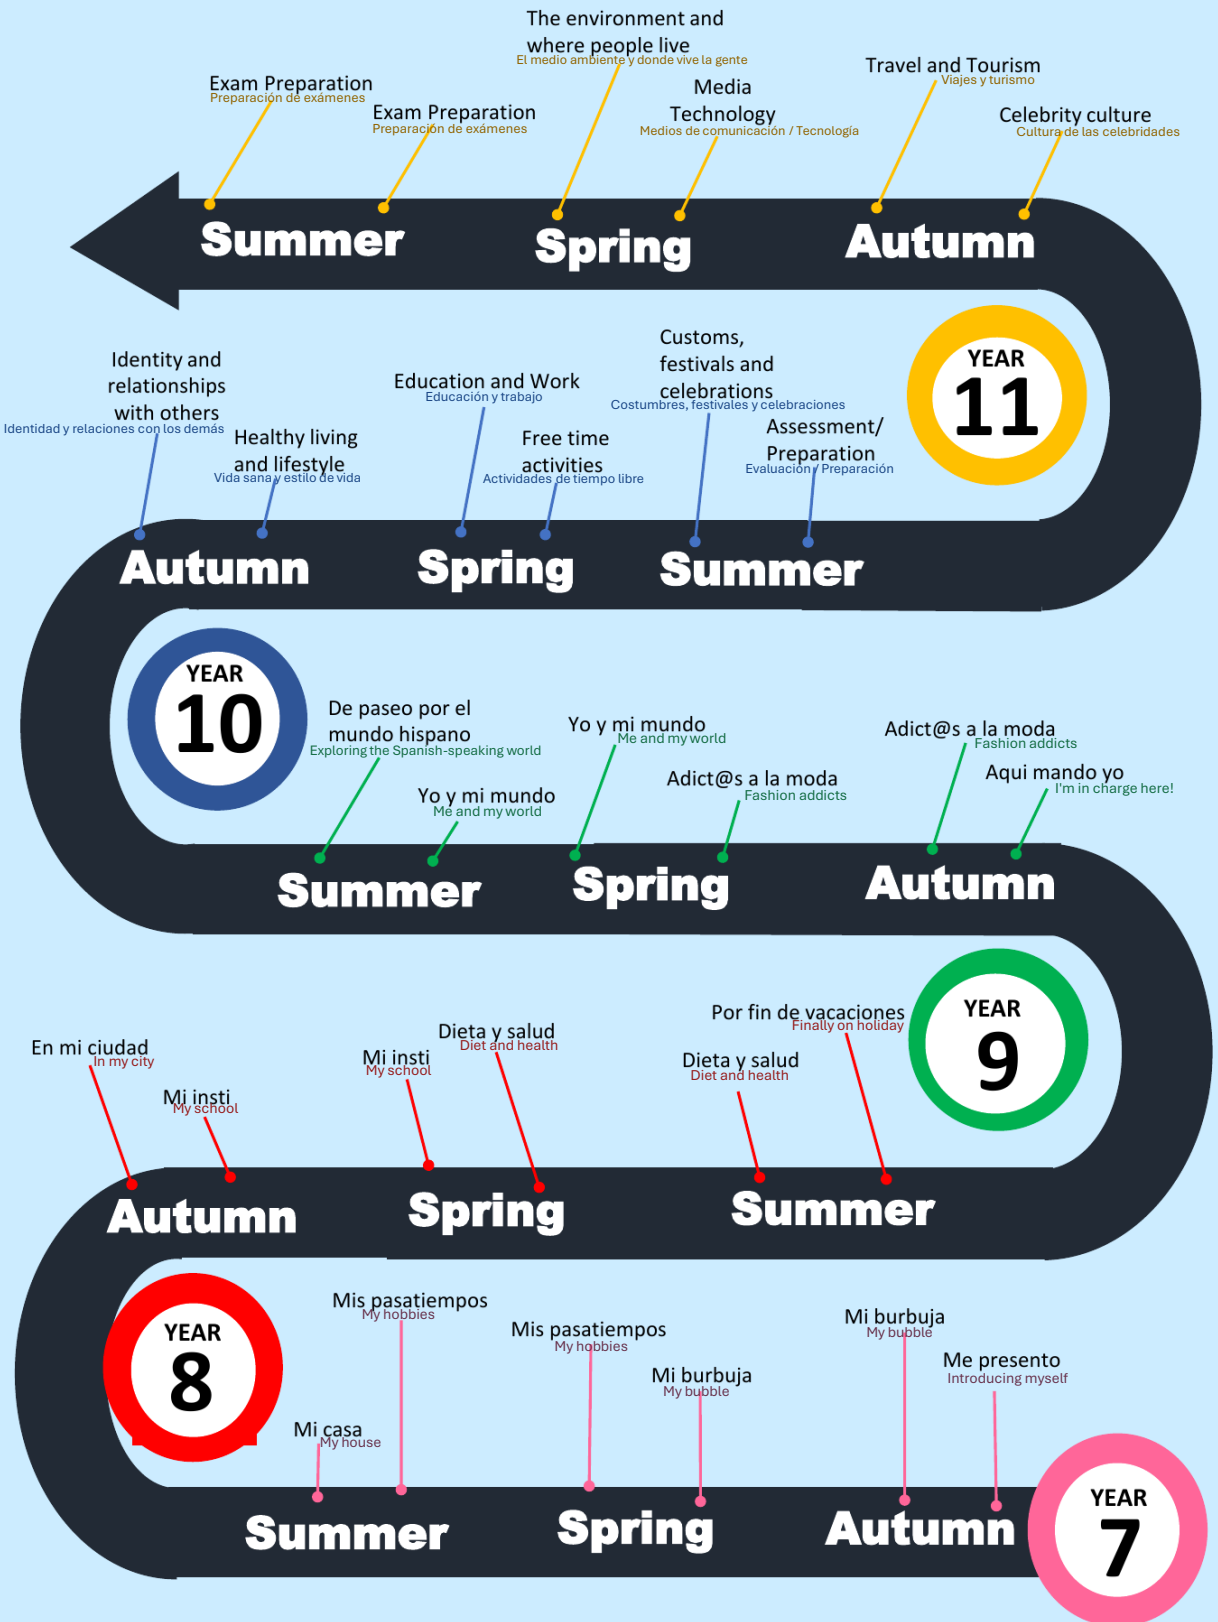 The environment and
where people live
El medio ambiente y donde vive la gente
Travel and Tourism
Viajes y turismo
Exam Preparation
Preparación de exámenes
Media
Technology
Medios de comunicación / Tecnología
Exam Preparation
Preparación de exámenes
Celebrity culture
Cultura de las celebridades
Summer
Spring
Autumn
YEAR
11
Identity and
relationships
with others
Identidad y relaciones con los demás
Healthy living
and lifestyle
Vida sana y estilo de vida
Education and Work
Educación y trabajo
Free time
activities
Actividades de tiempo libre
Customs,
festivals and
celebrations
Costumbres, festivales y celebraciones
Assessment/
Preparation
Evaluación / Preparación
Autumn
Spring
Summer
YEAR
10
De paseo por el
mundo hispano
Exploring the Spanish-speaking world
Yo y mi mundo
Me and my world
Yo y mi mundo
Me and my world
Adict@s a la moda
Fashion addicts
Adict@s a la moda
Fashion addicts
Aqui mando yo
I'm in charge here!
Summer
Spring
Autumn
YEAR
9
En mi ciudad
In my city
Mi insti
My school
Mi insti
My school
Dieta y salud
Diet and health
Dieta y salud
Diet and health
Por fin de vacaciones
Finally on holiday
Autumn
Spring
Summer
YEAR
8
Mi casa
My house
Mis pasatiempos
My hobbies
Mis pasatiempos
My hobbies
Mi burbuja
My bubble
Mi burbuja
My bubble
Me presento
Introducing myself
Summer
Spring
Autumn
YEAR
7